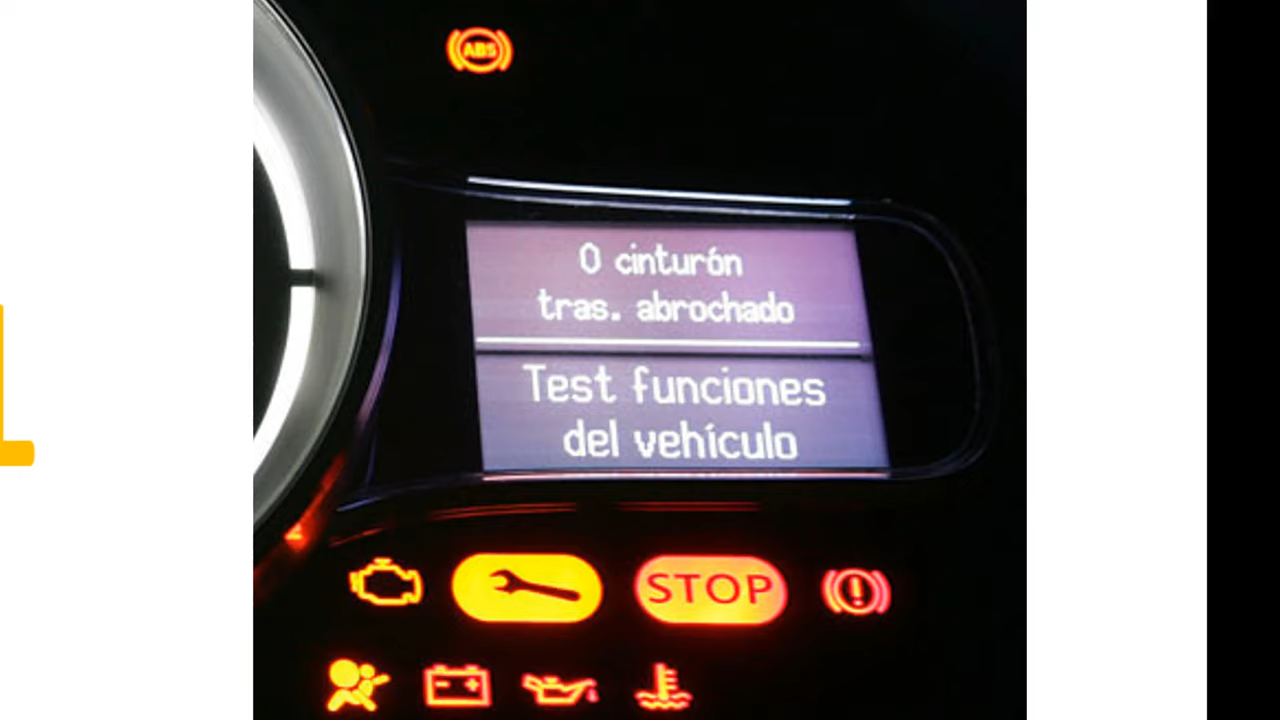 ABS
0 cinturón
tras. abrochado
Test funciones
del vehículo
STOP